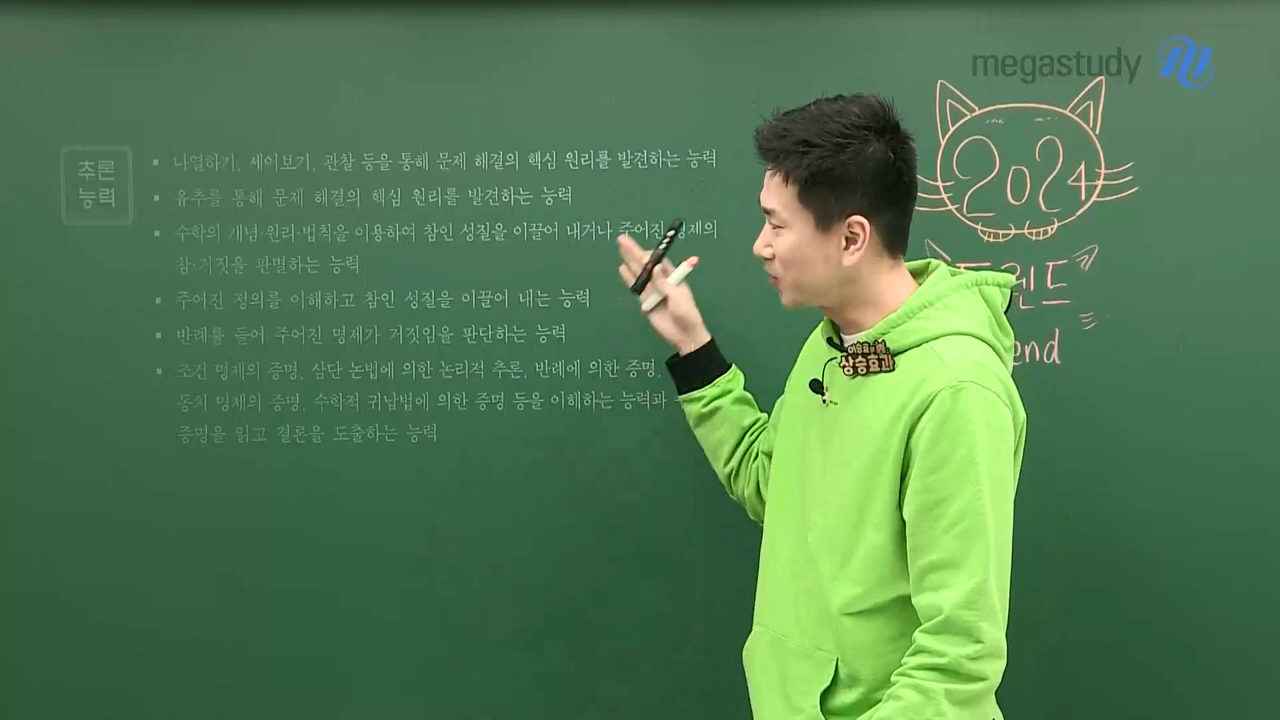 megastudy
추론
능력
▪ 나열하기, 세어보기, 관찰 등을 통해 문제 해결의 핵심 원리를 발견하는 능력
▪ 유추를 통해 문제 해결의 핵심 원리를 발견하는 능력
▪ 수학의 개념·원리·법칙을 이용하여 참인 성질을 이끌어 내거나 주어진 명제의
참·거짓을 판별하는 능력
▪ 주어진 정의를 이해하고 참인 성질을 이끌어 내는 능력
▪ 반례를 들어 주어진 명제가 거짓임을 판단하는 능력
▪ 조건 명제의 증명, 삼단 논법에 의한 논리적 추론, 반례에 의한 증명,
동치 명제의 증명, 수학적 귀납법에 의한 증명 등을 이해하는 능력과
증명을 읽고 결론을 도출하는 능력
2024
트렌드
end
상승효과